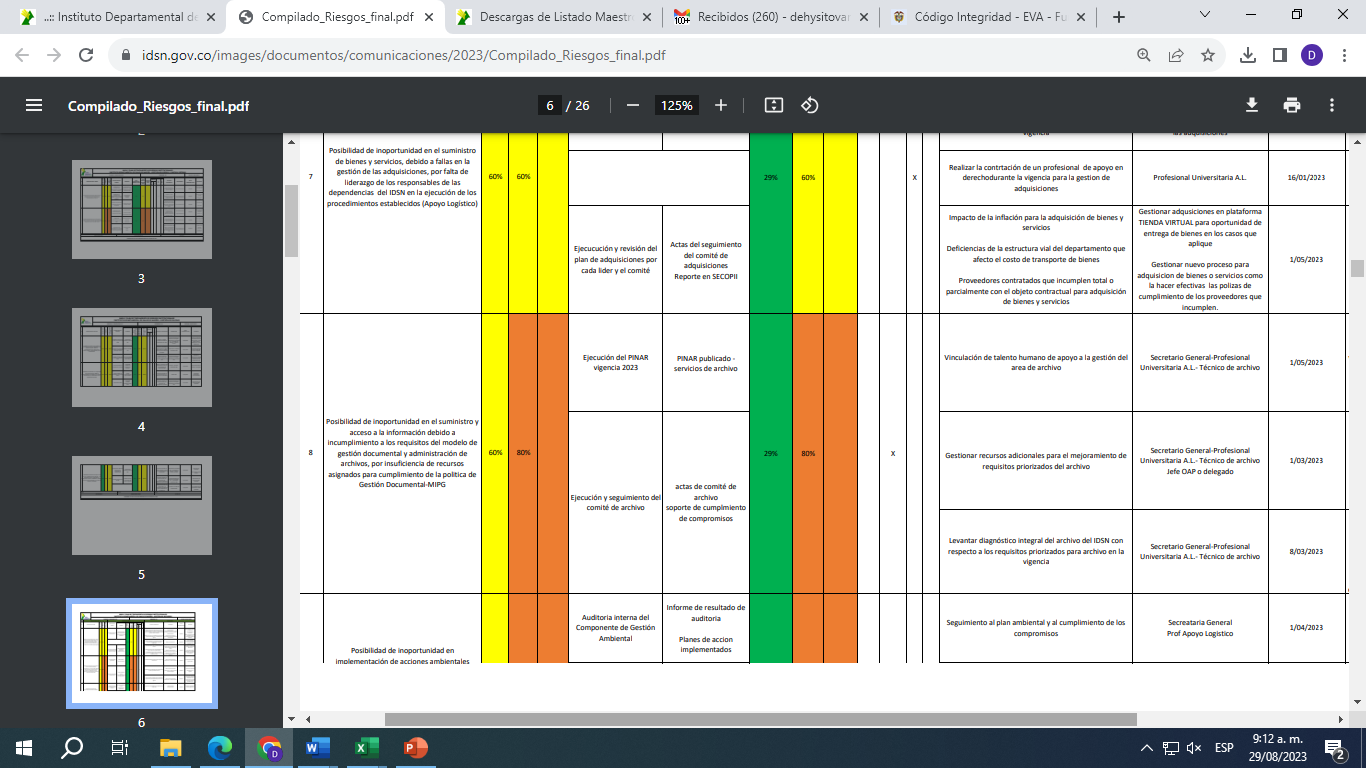 ..:: Instituto Departamental de
Compilado_Riesgos_final.pdf
Descargas de Listado Maestr
Recibidos (260) - dehysitovar
Código Integridad - EVA - Fu
idsn.gov.co/images/documentos/comunicaciones/2023/Compilado_Riesgos_final.pdf
D
Compilado_Riesgos_final.pdf
6 / 26
125%
3
4
5
6
vigencia
las adquisiciones
7
Posibilidad de inoportunidad en el suministro
de bienes y servicios, debido a fallas en la
gestión de las adquisiciones, por falta de
liderazgo de los responsables de las
dependencias del IDSN en la ejecución de los
procedimientos establecidos (Apoyo Logístico)
60%
60%
29%
60%
X
Realizar la contrtación de un profesional de apoyo en
derechodurante la vigencia para la gestión de
adquisiciones
Profesional Universitaria A.L.
16/01/2023
Ejecucución y revisión del
plan de adquisiciones por
cada líder y el comité
Actas del seguimiento
del comité de
adquisiciones
Reporte en SECOPII
Impacto de la inflación para la adquisición de bienes y
servicios
Deficiencias de la estructura vial del departamento que
afecto el costo de transporte de bienes
Proveedores contratados que incumplen total o
parcialmente con el objeto contractual para adquisición
de bienes y servicios
Gestionar adqusiciones en plataforma
TIENDA VIRTUAL para oportunidad de
entrega de bienes en los casos que
aplique
Gestionar nuevo proceso para
adquisicion de bienes o servicios como
la hacer efectivas las polizas de
cumplimiento de los proveedores que
incumplen.
1/05/2023
8
Posibilidad de inoportunidad en el suministro y
acceso a la información debido a
incumplimiento a los requisitos del modelo de
gestión documental y administración de
archivos, por insuficiencia de recursos
asignados para cumplimiento de la política de
Gestión Documental-MIPG
60%
80%
Ejecución del PINAR
vigencia 2023
PINAR publicado -
servicios de archivo
29%
80%
X
Vinculación de talento humano de apoyo a la gestión del
area de archivo
Secretario General-Profesional
Universitaria A.L.- Técnico de archivo
1/05/2023
Ejecución y seguimiento del
comité de archivo
actas de comité de
archivo
soporte de cumplmiento
de compromisos
Gestionar recursos adicionales para el mejoramiento de
requisitos priorizados del archivo
Secretario General-Profesional
Universitaria A.L.- Técnico de archivo
Jefe OAP o delegado
1/03/2023
Levantar diagnóstico integral del archivo del IDSN con
respecto a los requisitos priorizados para archivo en la
vigencia
Secretario General-Profesional
Universitaria A.L.- Técnico de archivo
8/03/2023
Posibilidad de inoportunidad en
implementación de acciones ambientales
Auditoria interna del
Componente de Gestión
Ambiental
Informe de resultado de
auditoria
Planes de accion
implementados
Seguimiento al plan ambiental y al cumplimiento de los
compromisos
Secreataria General
Prof Apoyo Logístico
1/04/2023
ESP
9:12 a. m.
29/08/2023
2